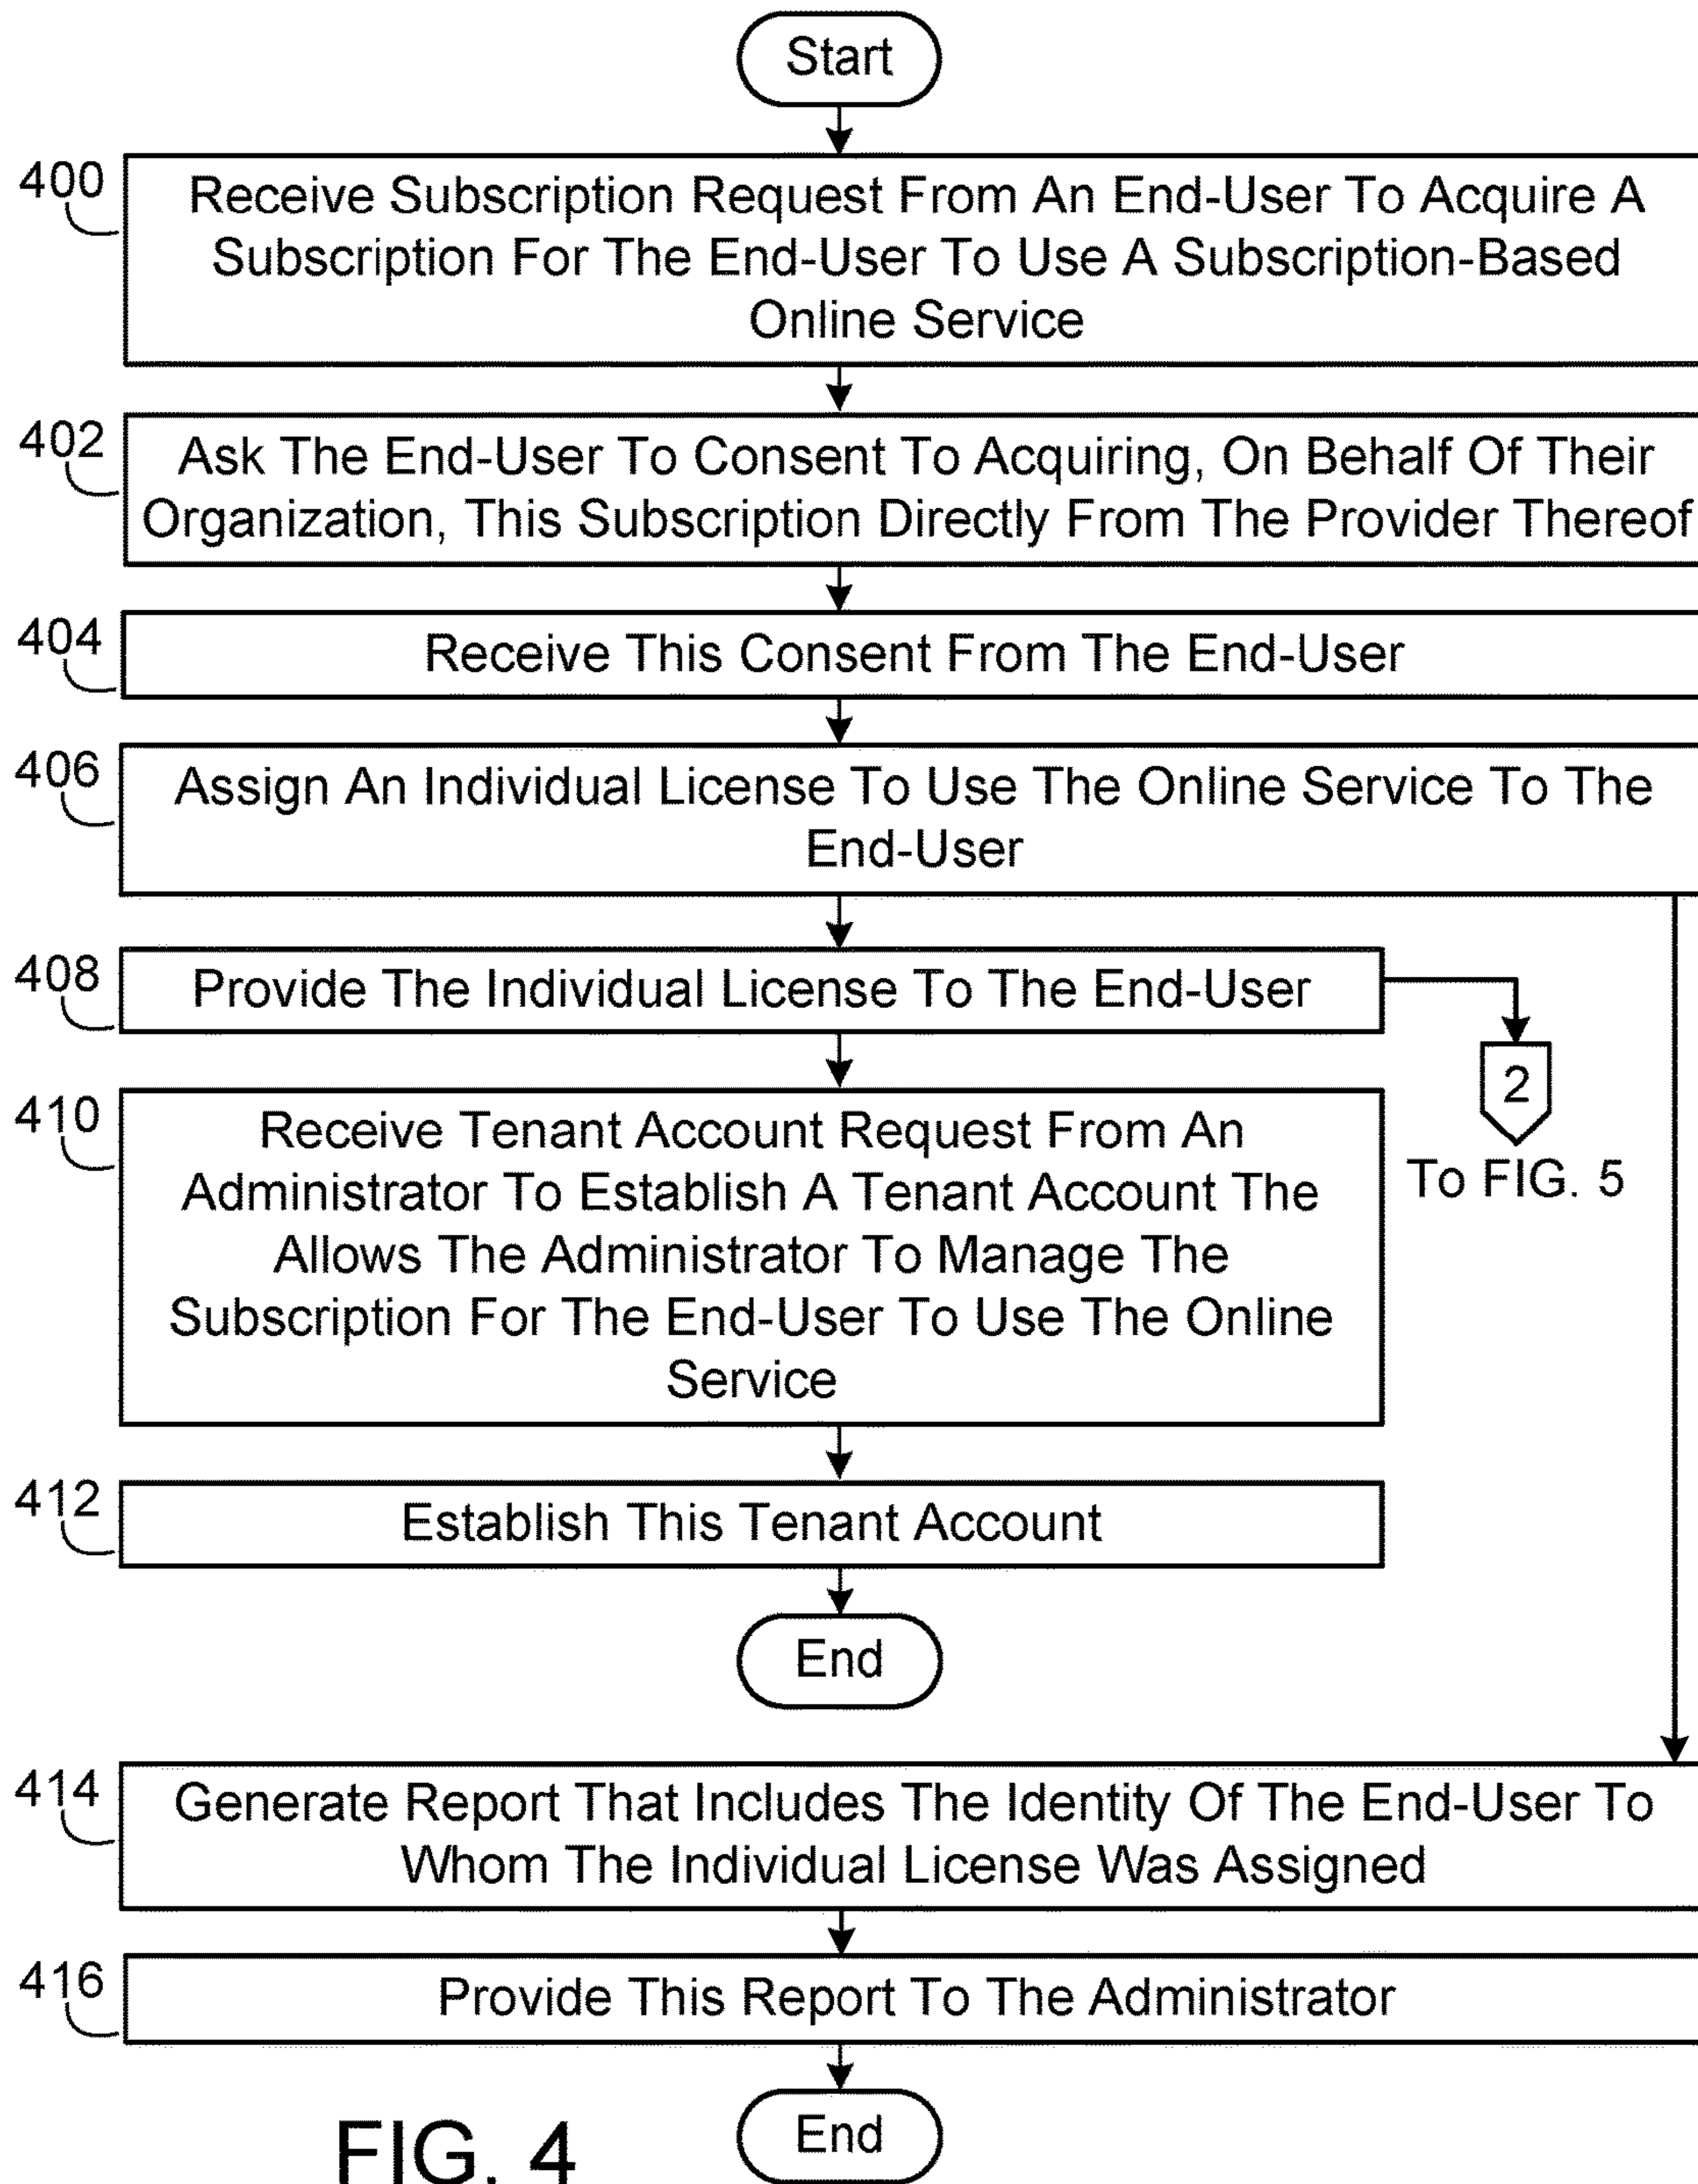 Start
400
Receive Subscription Request From An End-User To Acquire A
Subscription For The End-User To Use A Subscription-Based
Online Service
402
Ask The End-User To Consent To Acquiring, On Behalf Of Their
Organization, This Subscription Directly From The Provider Thereof
404
Receive This Consent From The End-User
406
Assign An Individual License To Use The Online Service To The
End-User
408
Provide The Individual License To The End-User
2
To FIG. 5
410
Receive Tenant Account Request From An
Administrator To Establish A Tenant Account The
Allows The Administrator To Manage The
Subscription For The End-User To Use The Online
Service
412
Establish This Tenant Account
End
414
Generate Report That Includes The Identity Of The End-User To
Whom The Individual License Was Assigned
416
Provide This Report To The Administrator
End
FIG. 4